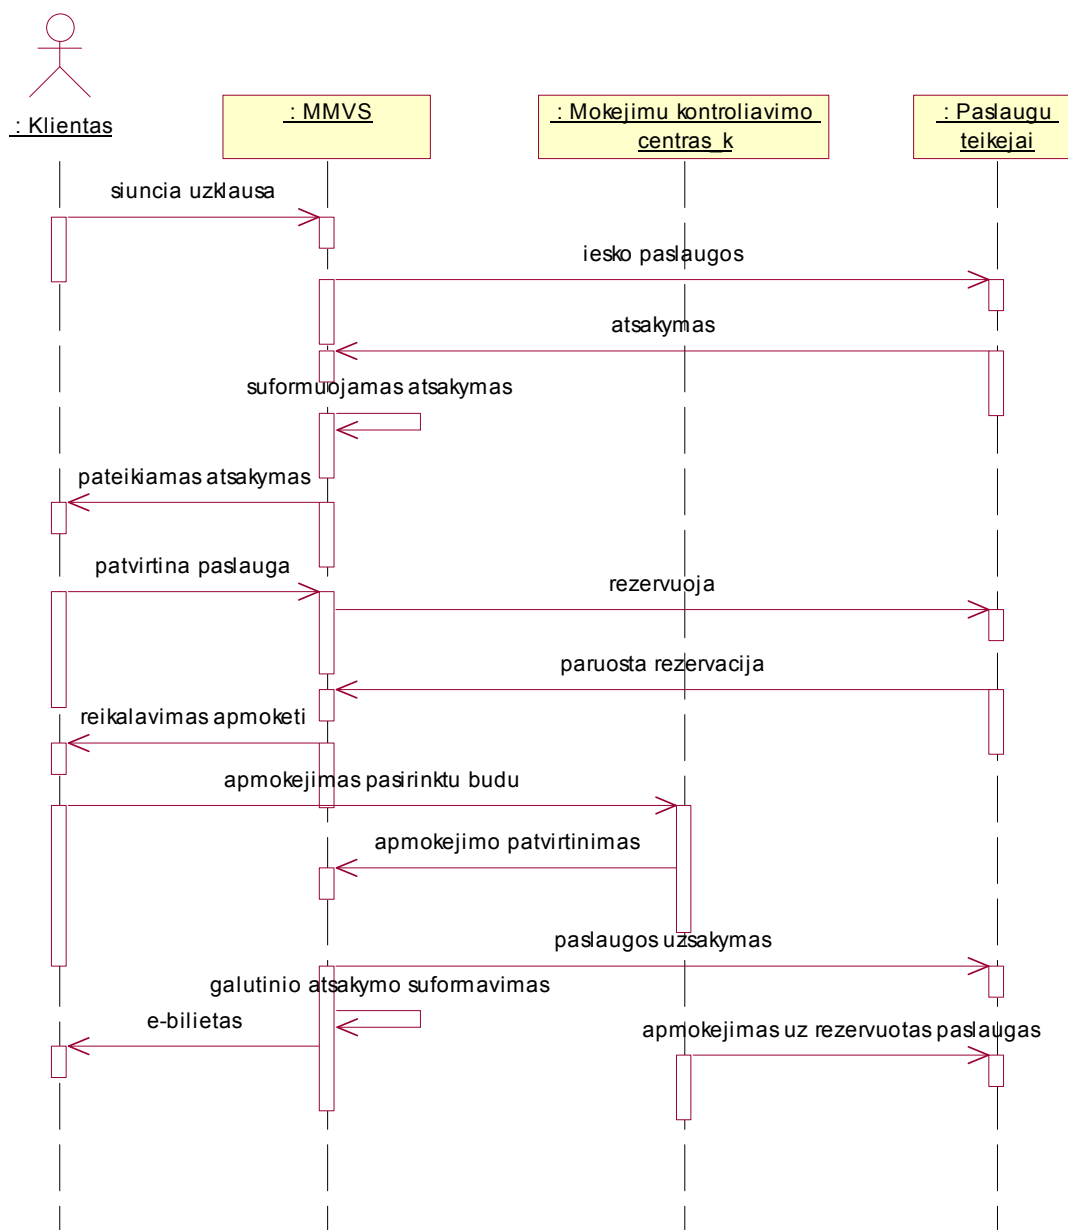 : Klientas
: MMVS
: Mokejimu kontroliavimo
centras_k
: Paslaugu
teikejai
siuncia uzklausa
iesko paslaugos
atsakymas
suformuojamas atsakymas
pateikiamas atsakymas
patvirtina paslauga
rezervuoja
paruosta rezervacija
reikalavimas apmoketi
apmokejimas pasirinktu budu
apmokejimo patvirtinimas
paslaugos uzsakymas
galutinio atsakymo suformavimas
e-bilietas
apmokejimas uz rezervuotas paslaugas